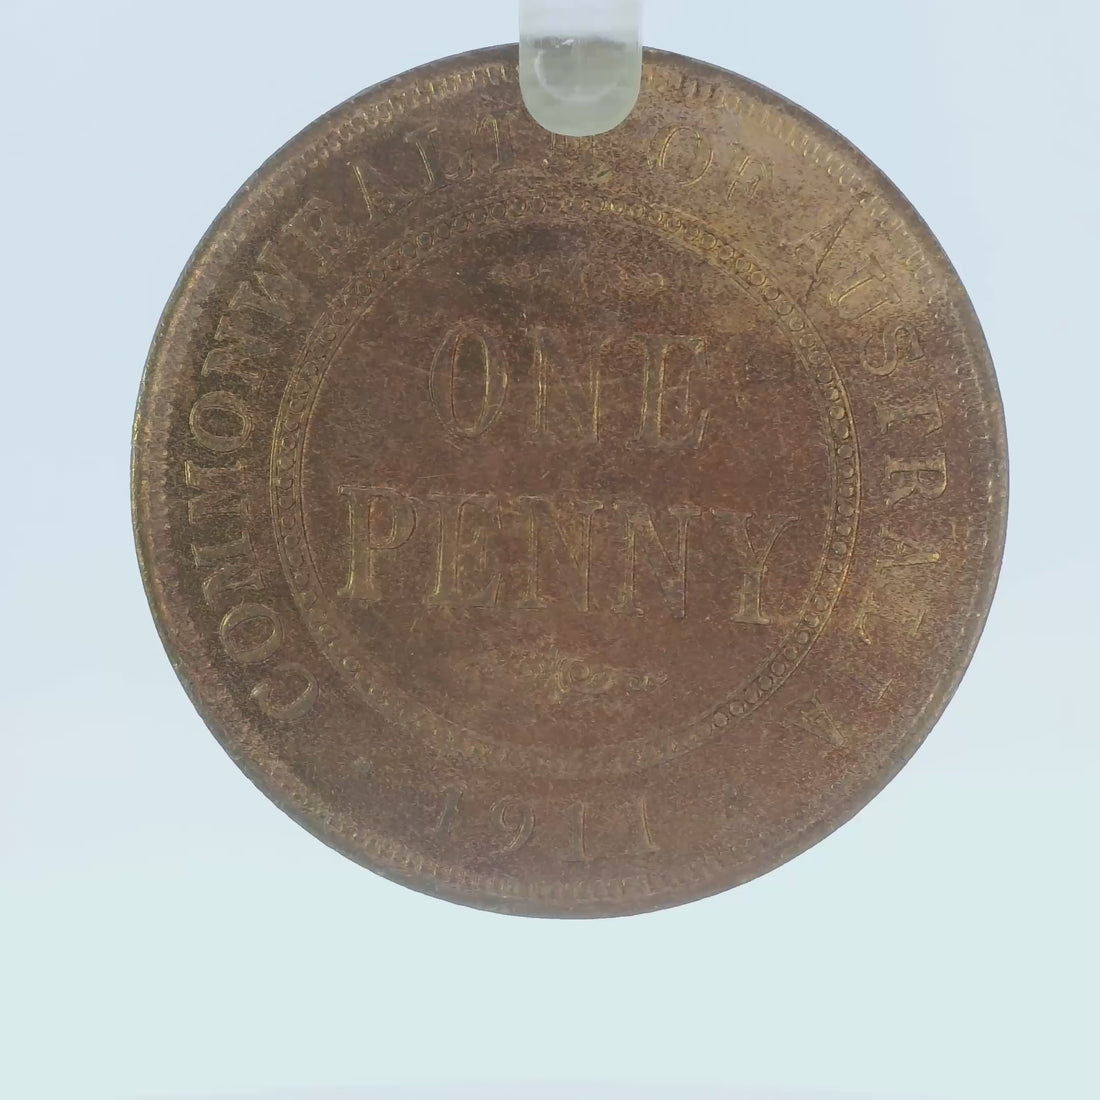 COMMONWEALTH OF AUSTRALIA
ONE
PENNY
1911